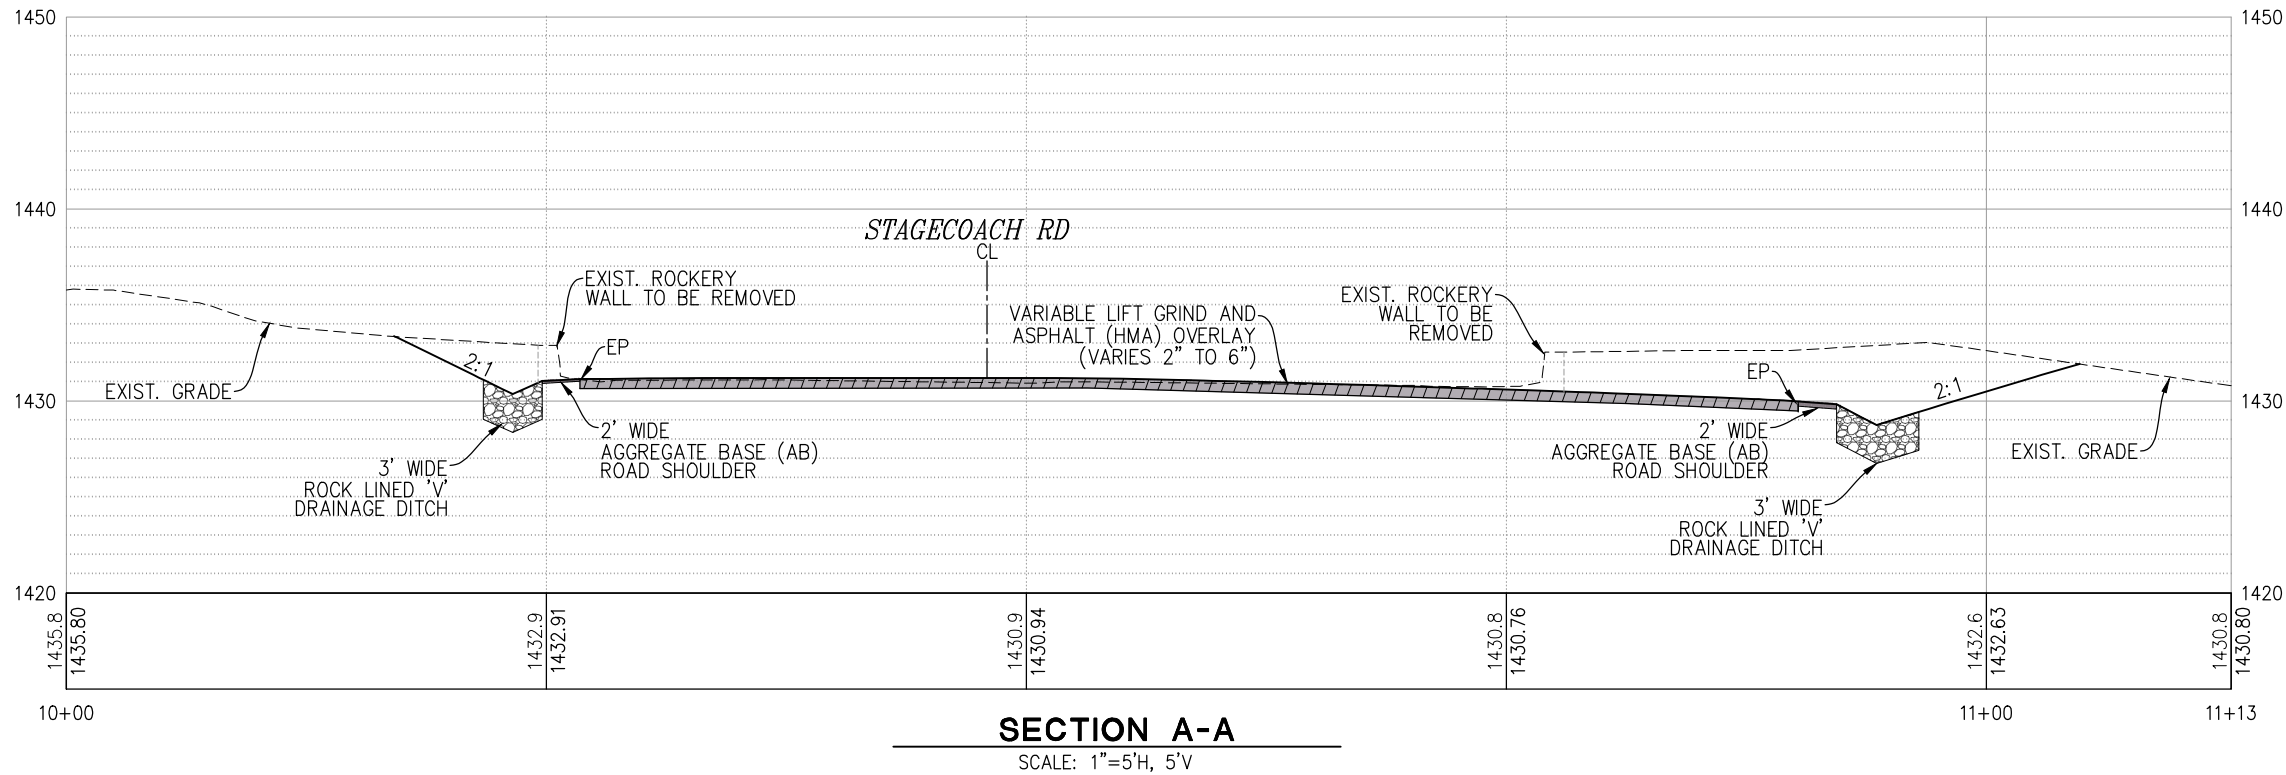 1450
1450
1440
1440
STAGECOACH RD
CL
EXIST. ROCKERY
WALL TO BE REMOVED
EXIST. ROCKERY
WALL TO BE
REMOVED
VARIABLE LIFT GRIND AND
ASPHALT (HMA) OVERLAY
(VARIES 2" TO 6")
EP
2:1
EXIST. GRADE
EP
2:1
1430
1430
2' WIDE
AGGREGATE BASE (AB)
ROAD SHOULDER
3' WIDE
ROCK LINED 'V'
DRAINAGE DITCH
2' WIDE
AGGREGATE BASE (AB)
ROAD SHOULDER
EXIST. GRADE
3' WIDE
ROCK LINED 'V'
DRAINAGE DITCH
1420
1420
1435.8
1435.80
1432.9
1432.91
1430.9
1430.94
1430.8
1430.76
1432.6
1432.63
1430.8
1430.80
10+00
11+00
11+13
SECTION A-A
SCALE: 1"=5'H, 5'V